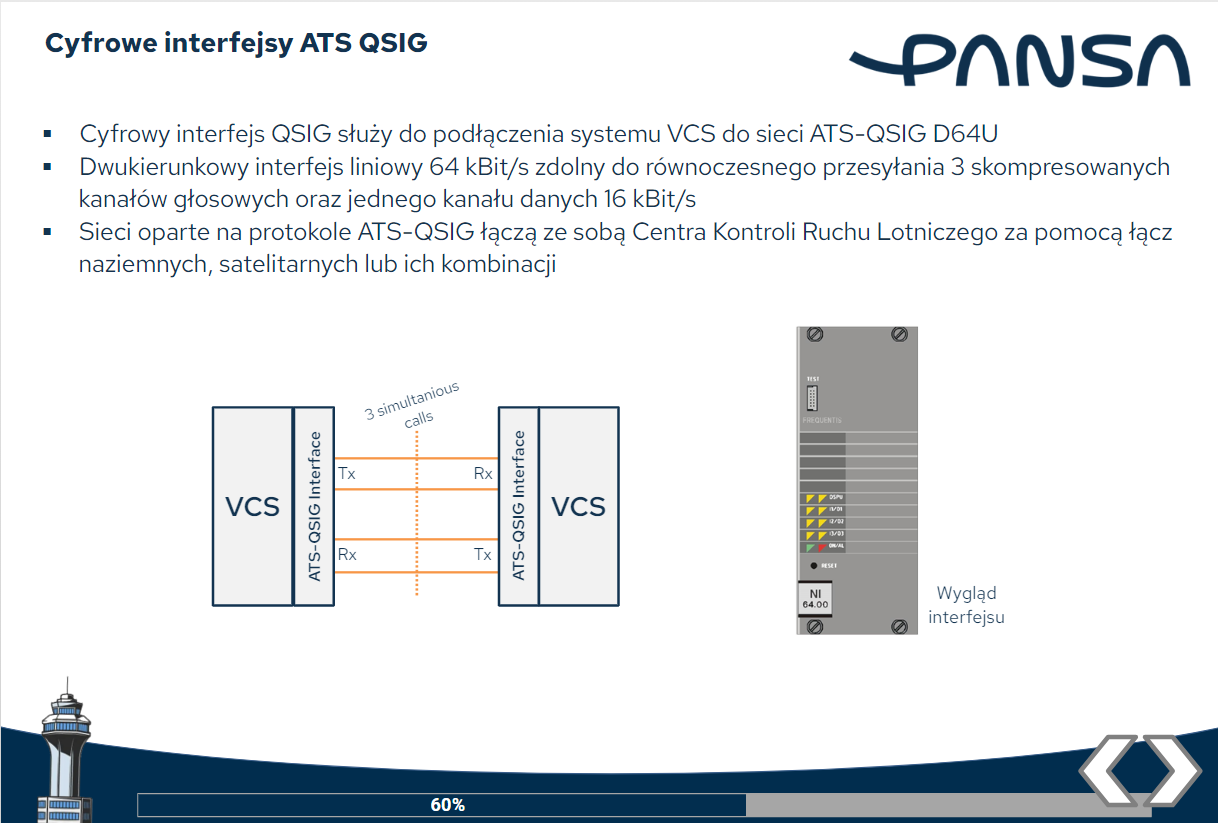 Cyfrowe interfejsy ATS QSIG
PANSA
▪ Cyfrowy interfejs QSIG służy do podłączenia systemu VCS do sieci ATS-QSIG D64U
▪ Dwukierunkowy interfejs liniowy 64 kBit/s zdolny do równoczesnego przesyłania 3 skompresowanych
kanałów głosowych oraz jednego kanału danych 16 kBit/s
▪ Sieci oparte na protokole ATS-QSIG łączą ze sobą Centra Kontroli Ruchu Lotniczego za pomocą łącz
naziemnych, satelitarnych lub ich kombinacji
3 simultanious
calls
VCS
ATS-QSIG Interface
Tx
Rx
Rx
Tx
ATS-QSIG Interface
VCS
TEST
FREQUENTIS
DSPU
I1/D1
I2/D2
I3/D3
ON/AL
RESET
NI
64.00
Wygląd
interfejsu
60%